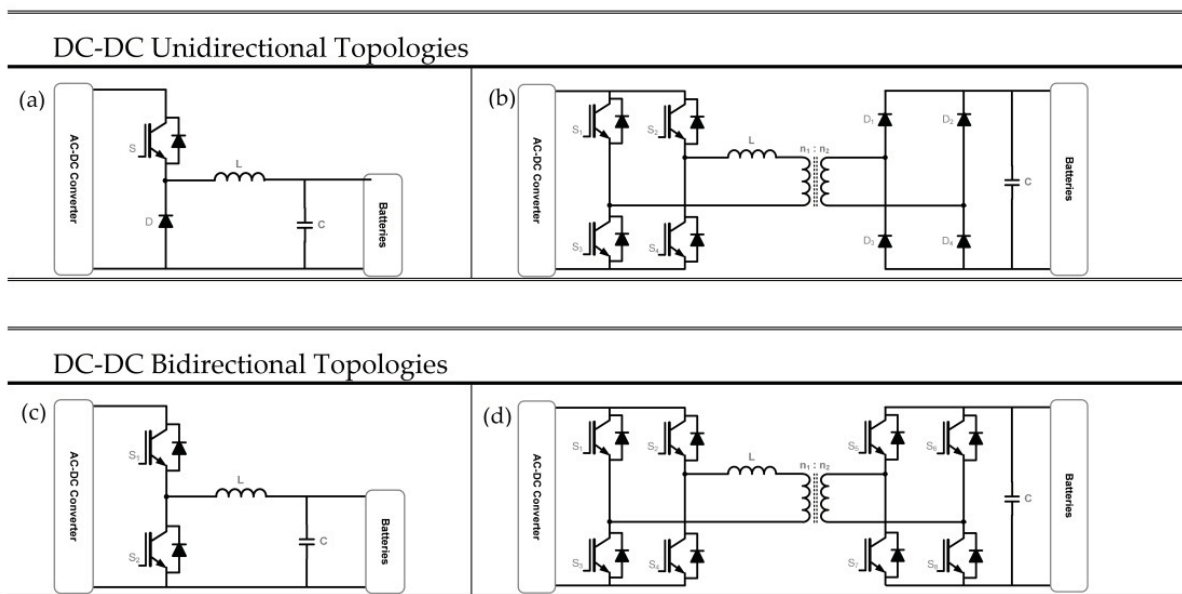 DC-DC Unidirectional Topologies
(a)
AC-DC Converter
S
D
L
C
Batteries
(b)
AC-DC Converter
S₁
S₂
S₃
S₄
L
n₁ : n₂
D₁
D₂
D₃
D₄
C
Batteries
DC-DC Bidirectional Topologies
(c)
AC-DC Converter
S₁
S₂
L
C
Batteries
(d)
AC-DC Converter
S₁
S₂
S₃
S₄
L
n₁ : n₂
S₅
S₆
S₇
S₈
C
Batteries